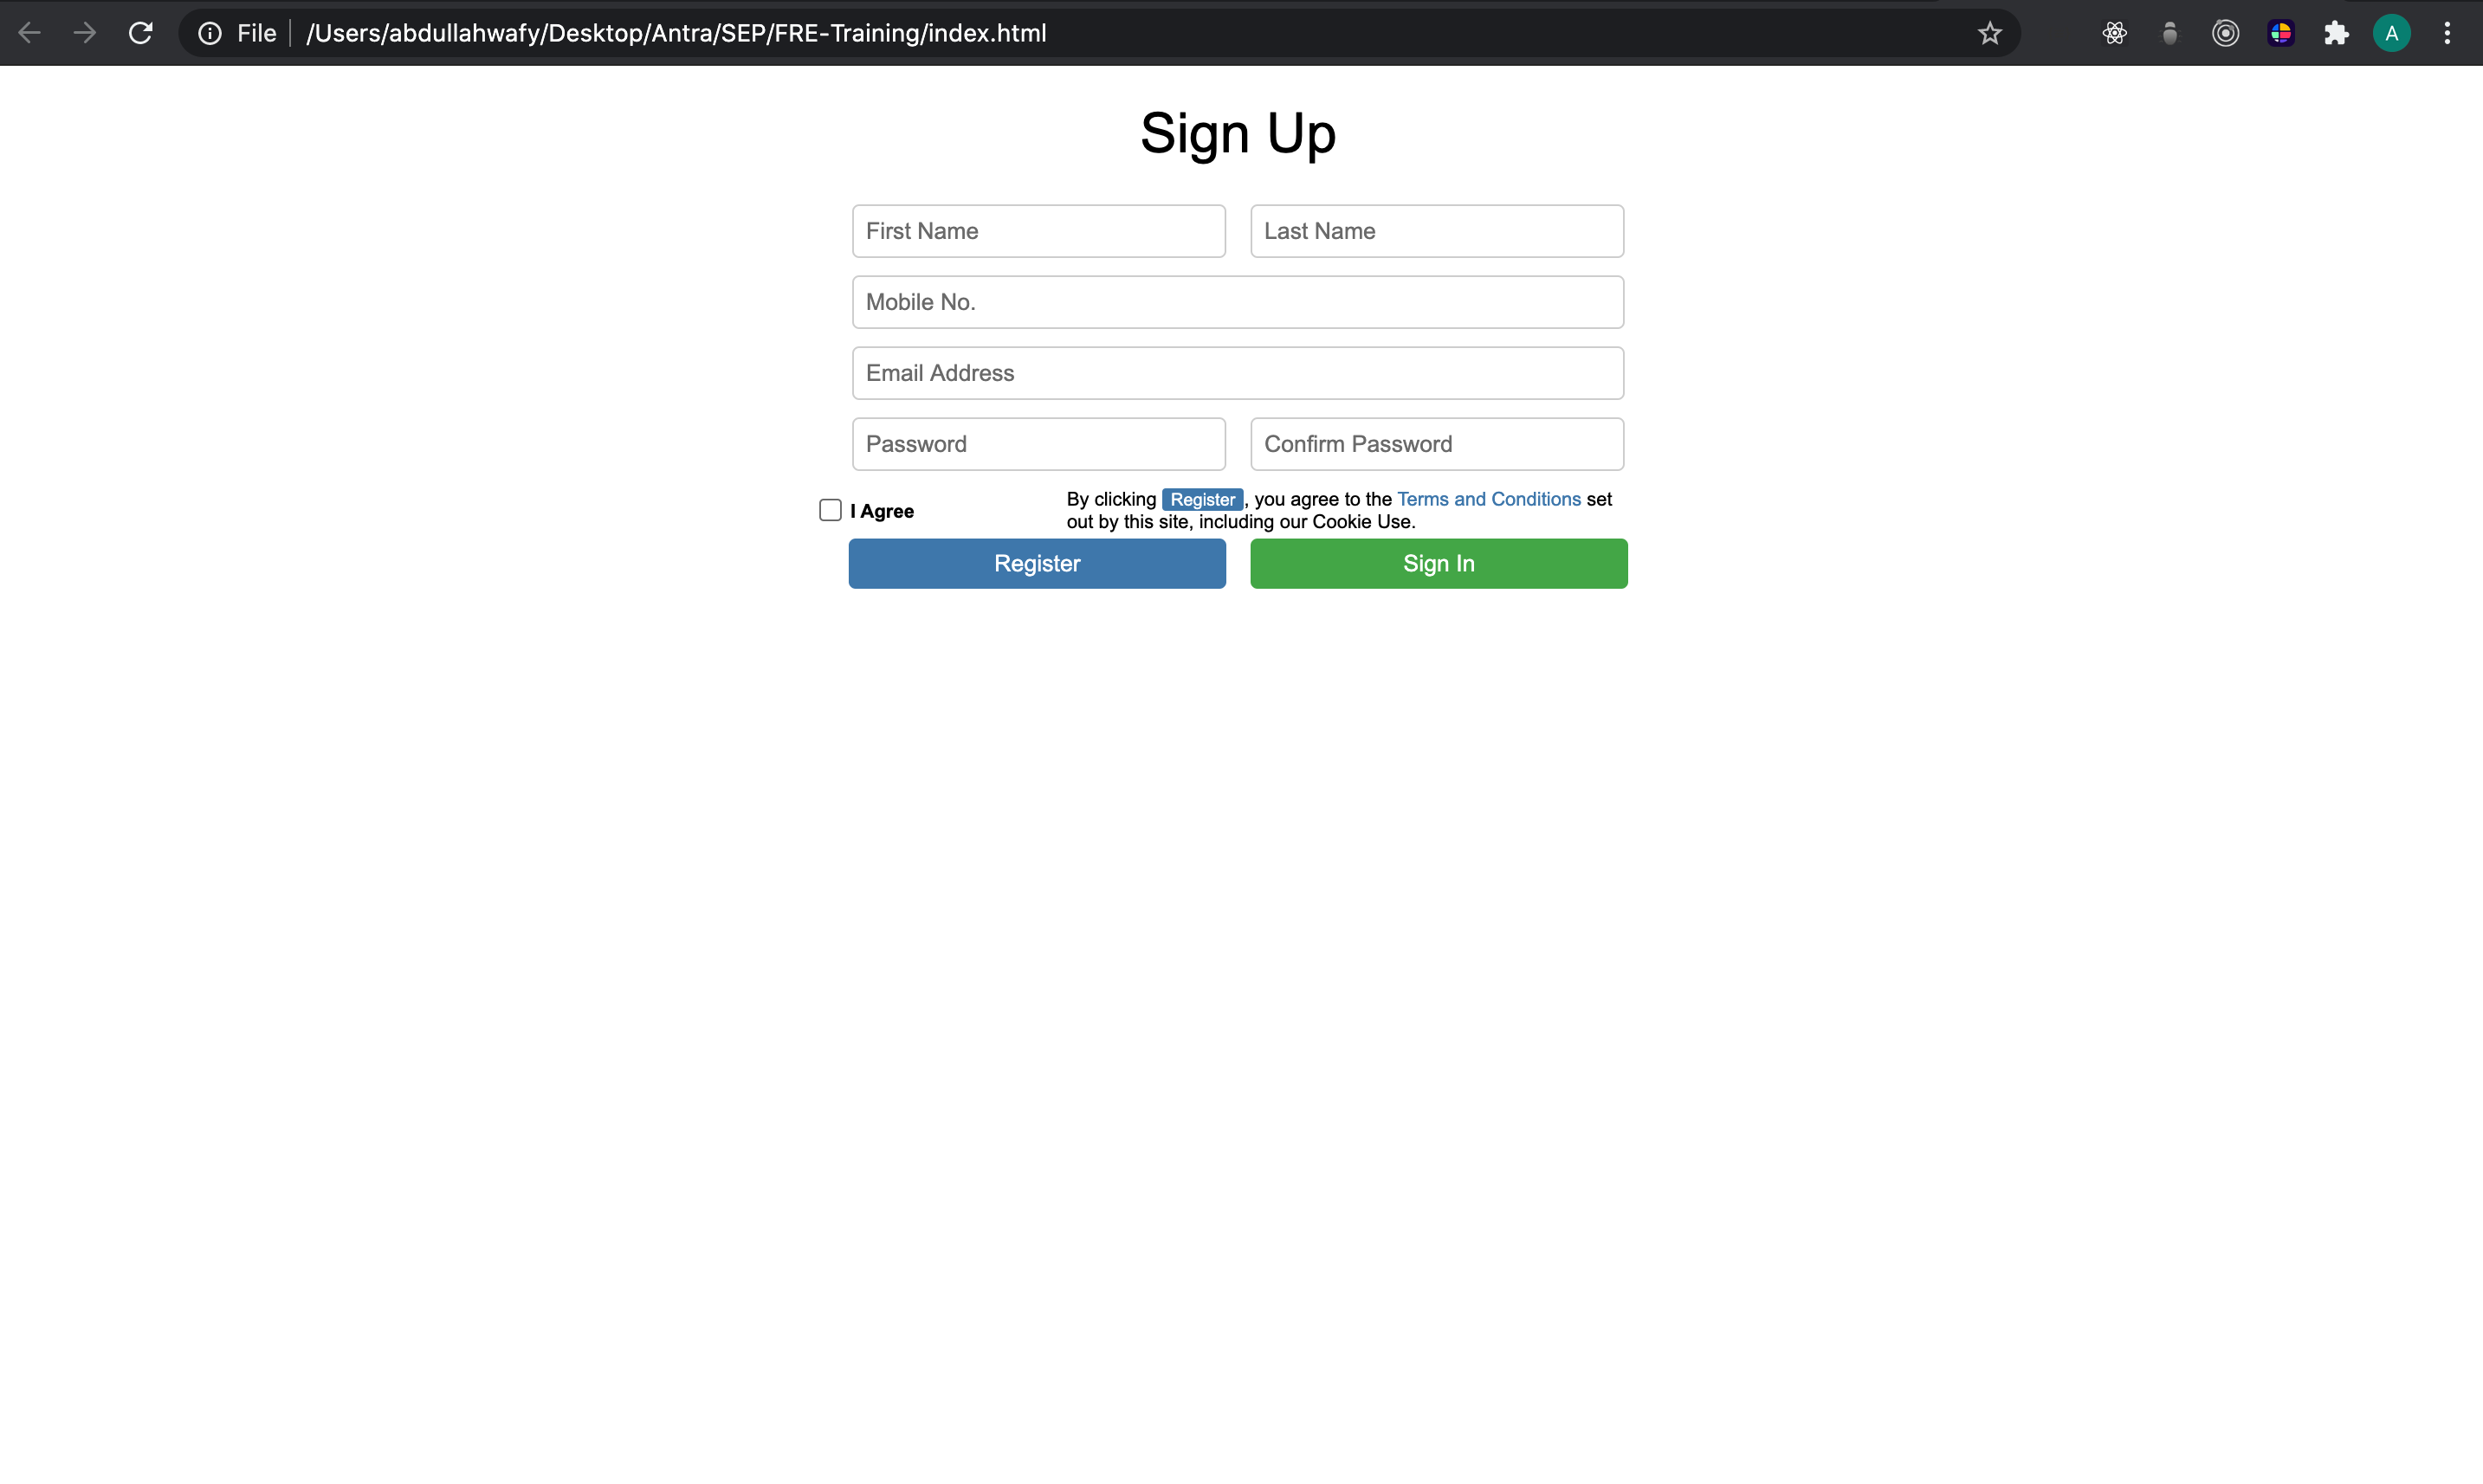 File /Users/abdullahwafy/Desktop/Antra/SEP/FRE-Training/index.html A
Sign Up
First Name Last Name
Mobile No.
Email Address
Password Confirm Password
I Agree
By clicking Register, you agree to the Terms and Conditions set
out by this site, including our Cookie Use.
Register Sign In